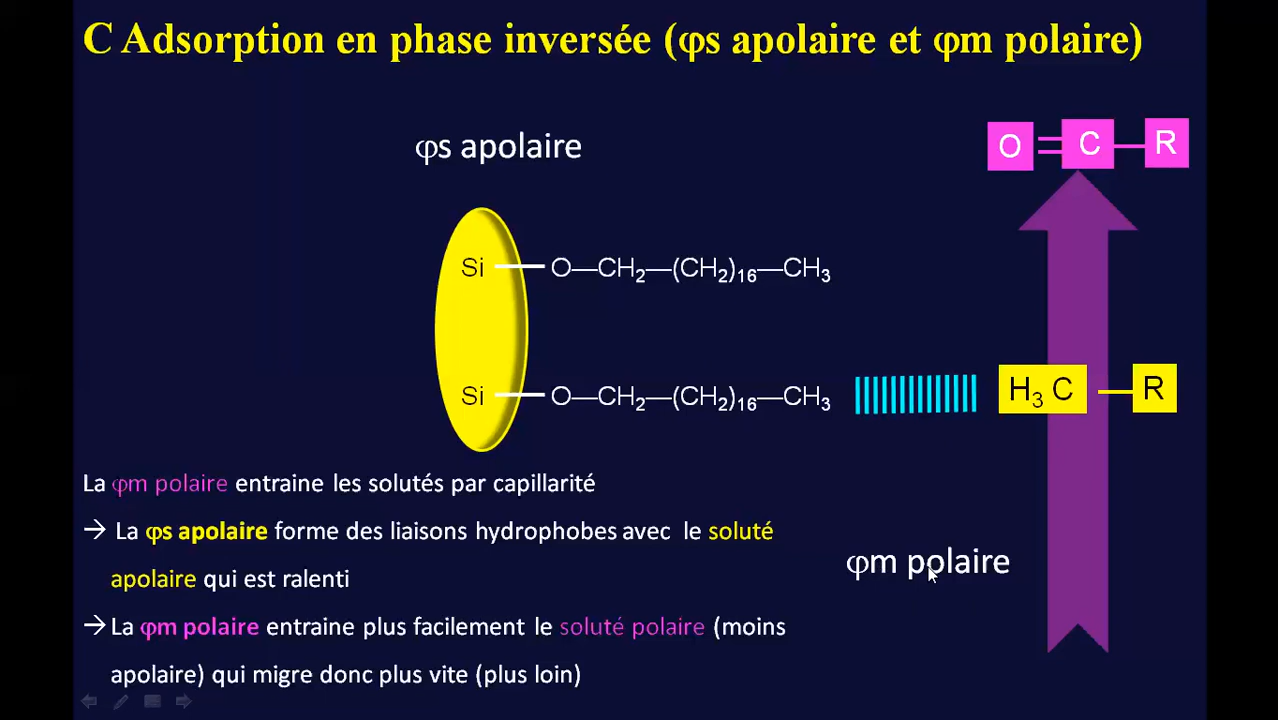 C Adsorption en phase inversée (φs apolaire et φm polaire)
φs apolaire
O=C—R
Si—O—CH₂—(CH₂)₁₆—CH₃
Si—O—CH₂—(CH₂)₁₆—CH₃
H₃ C—R
La φm polaire entraine les solutés par capillarité
→ La φs apolaire forme des liaisons hydrophobes avec le soluté
apolaire qui est ralenti
φm polaire
→ La φm polaire entraine plus facilement le soluté polaire (moins
apolaire) qui migre donc plus vite (plus loin)